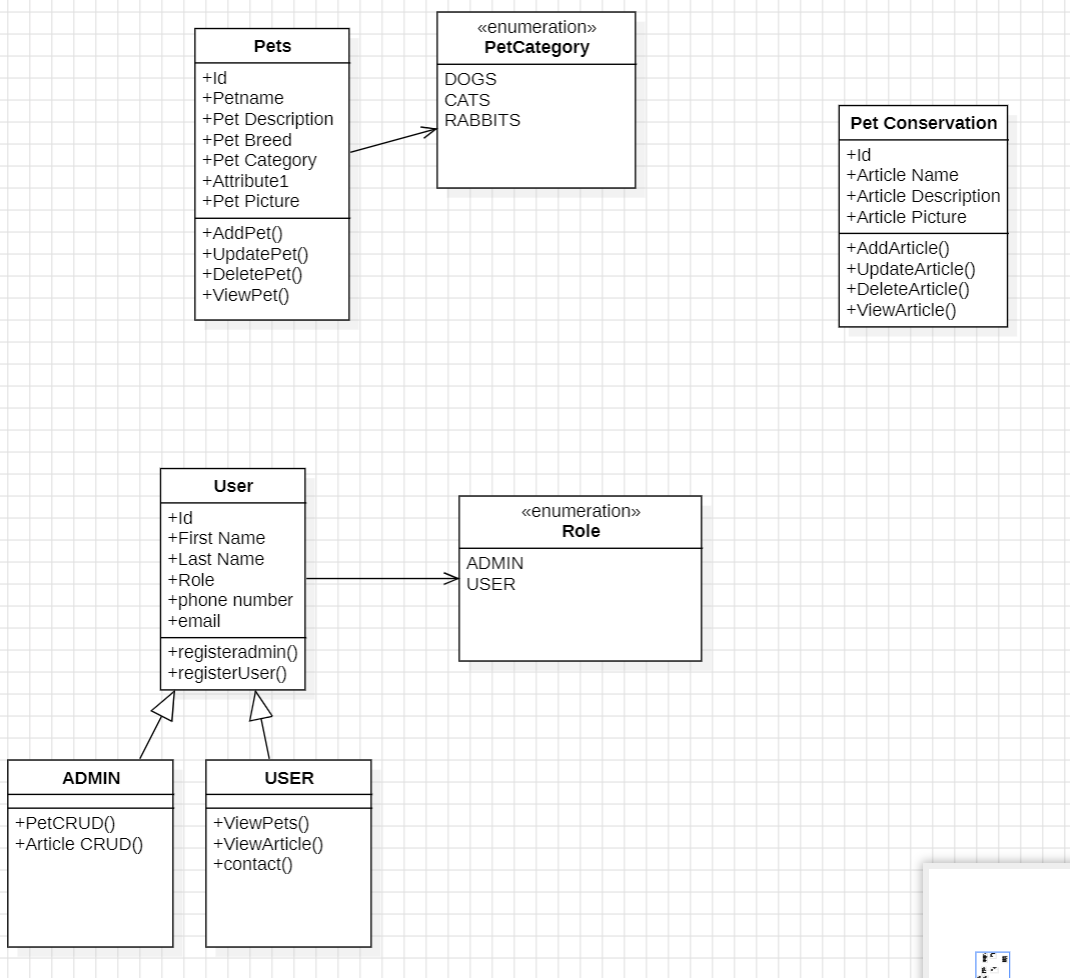 Pets
+Id
+Petname
+Pet Description
+Pet Breed
+Pet Category
+Attribute1
+Pet Picture
+AddPet()
+UpdatePet()
+DeletePet()
+ViewPet()
«enumeration»
PetCategory
DOGS
CATS
RABBITS
Pet Conservation
+Id
+Article Name
+Article Description
+Article Picture
+AddArticle()
+UpdateArticle()
+DeleteArticle()
+ViewArticle()
User
+Id
+First Name
+Last Name
+Role
+phone number
+email
+registeradmin()
+registerUser()
«enumeration»
Role
ADMIN
USER
ADMIN
+PetCRUD()
+Article CRUD()
USER
+ViewPets()
+ViewArticle()
+contact()